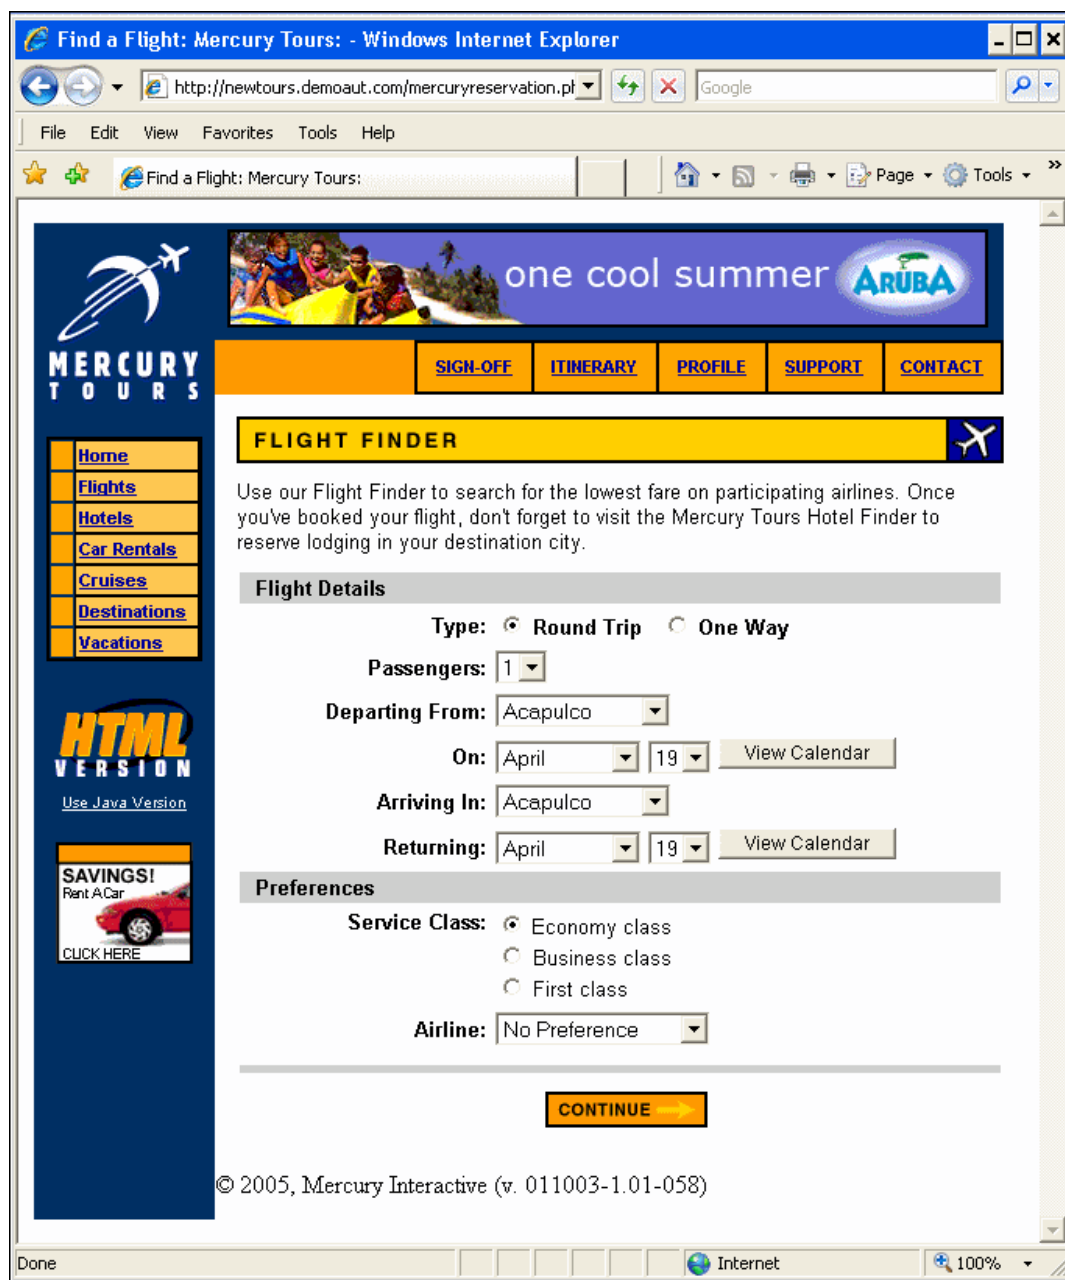 Find a Flight: Mercury Tours: - Windows Internet Explorer
http://newtours.demoaut.com/mercuryreservation.pl
Google
File Edit View Favorites Tools Help
Find a Flight: Mercury Tours:
Page Tools
one cool summer ARUBA
MERCURY
TOURS
SIGN-OFF ITINERARY PROFILE SUPPORT CONTACT
FLIGHT FINDER
Home
Flights
Hotels
Car Rentals
Cruises
Destinations
Vacations
HTML
VERSION
Use Java Version
SAVINGS!
Rent A Car
CLICK HERE
Use our Flight Finder to search for the lowest fare on participating airlines. Once
you've booked your flight, don't forget to visit the Mercury Tours Hotel Finder to
reserve lodging in your destination city.
Flight Details
Type: Round Trip One Way
Passengers: 1
Departing From: Acapulco
On: April 19 View Calendar
Arriving In: Acapulco
Returning: April 19 View Calendar
Preferences
Service Class: Economy class
Business class
First class
Airline: No Preference
CONTINUE
© 2005, Mercury Interactive (v. 011003-1.01-058)
Done Internet 100%